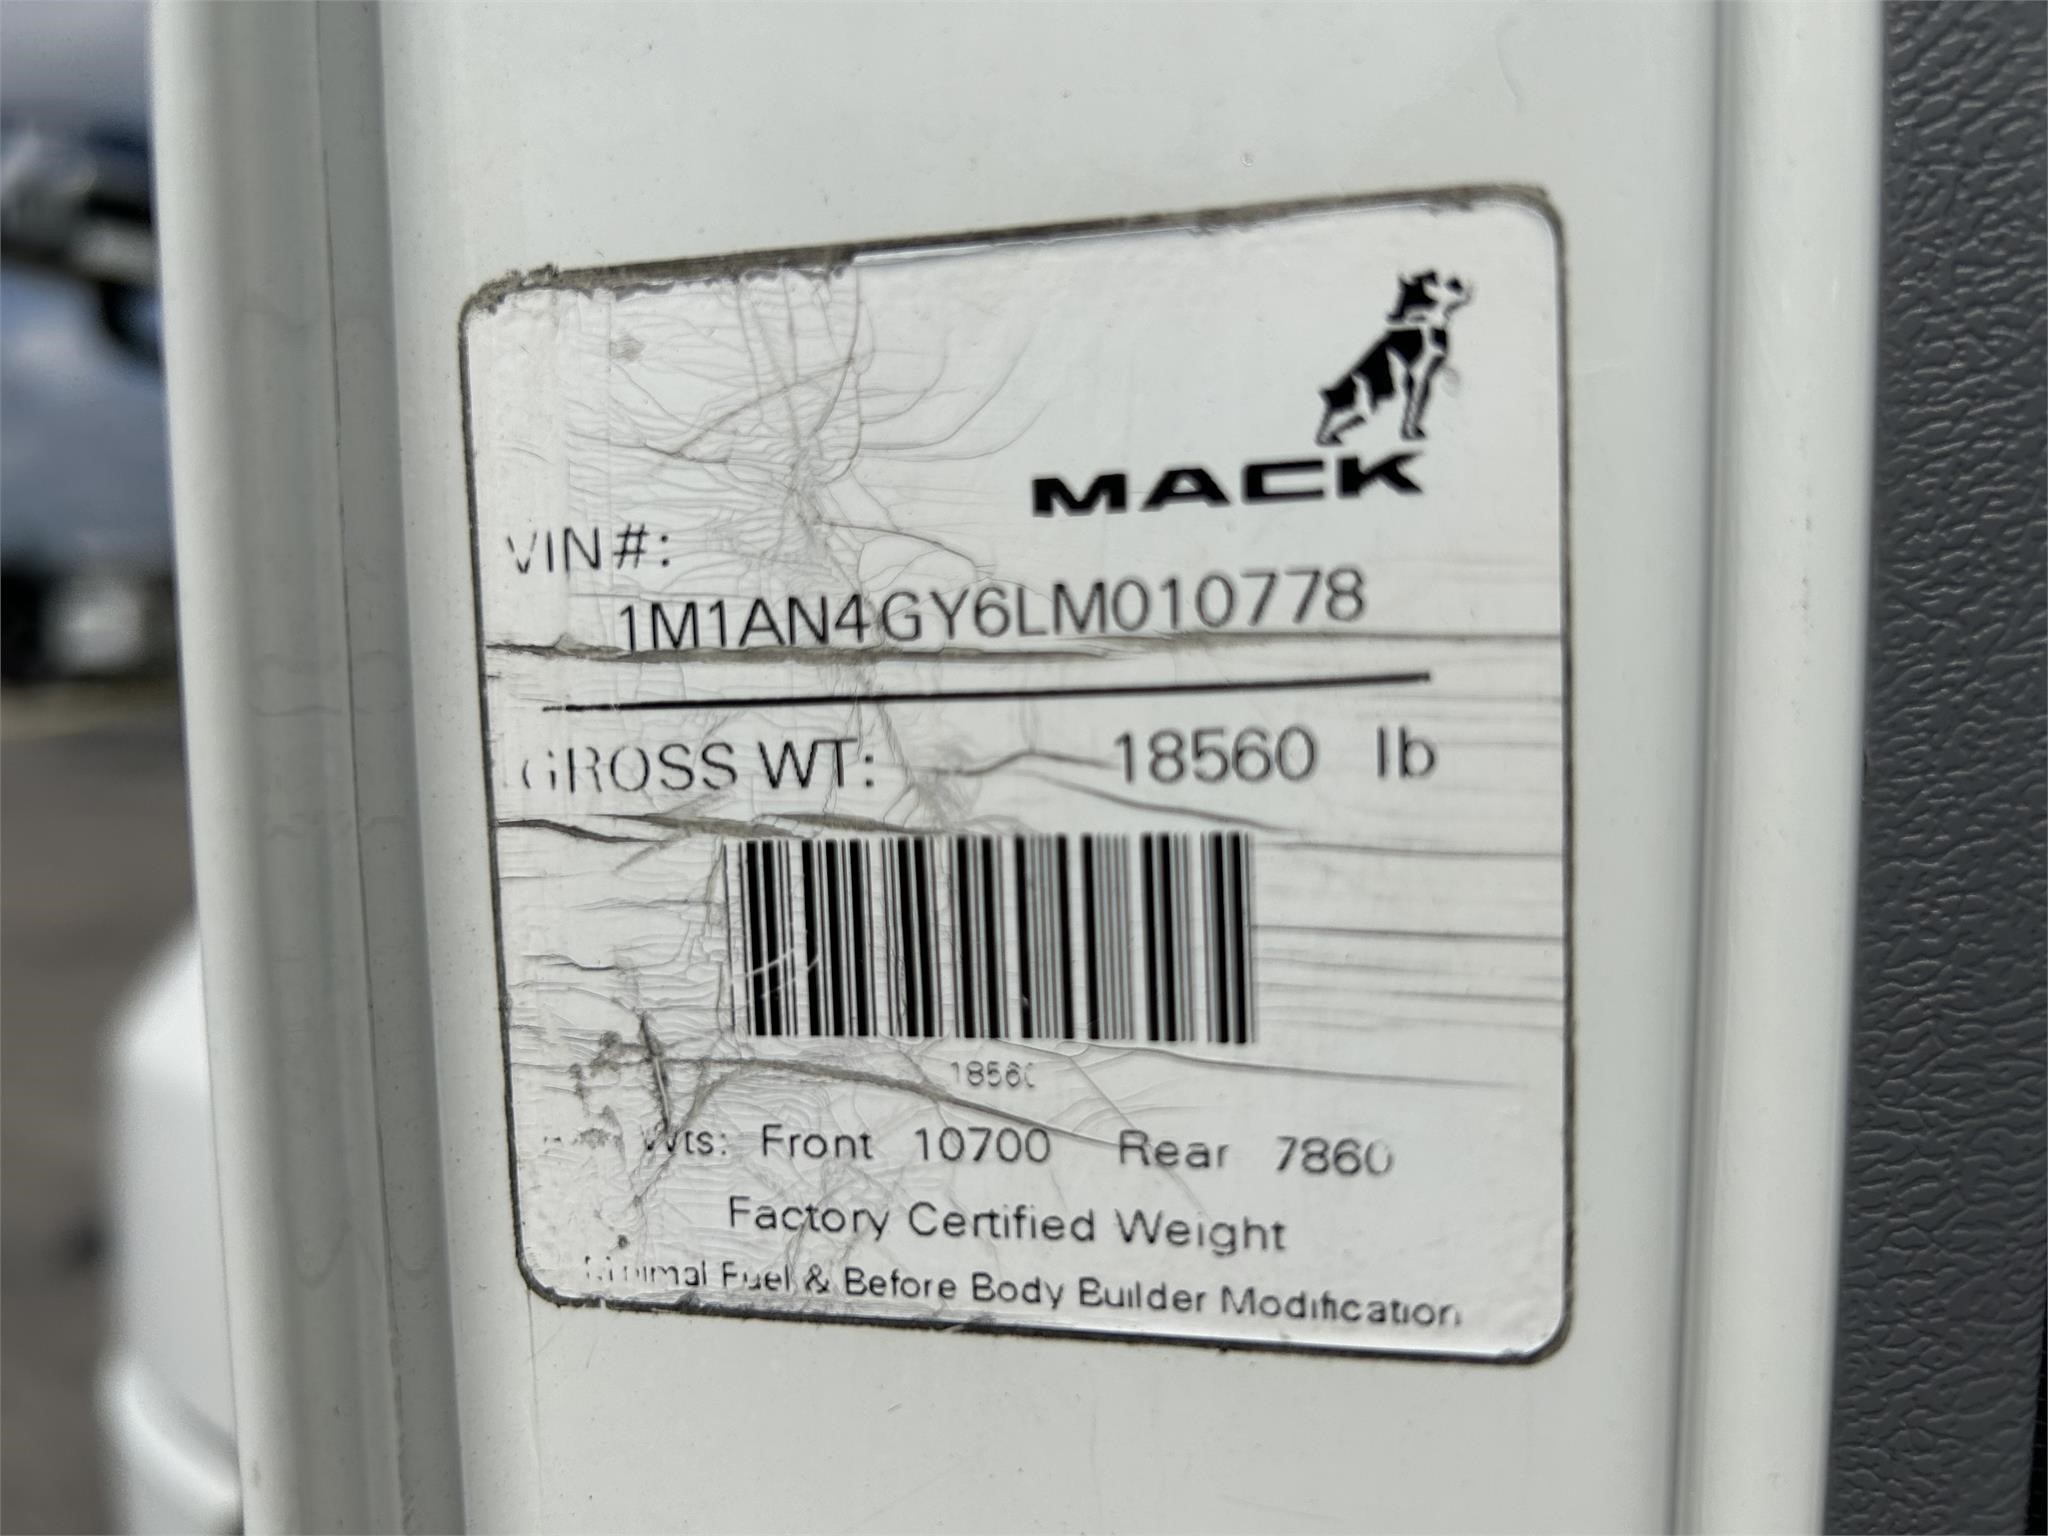 MACK
VIN#:
1M1AN4GY6LM010778
GROSS WT: 18560 lb
18560
Wts: Front 10700 Rear 7860
Factory Certified Weight
Minimal Fuel & Before Body Builder Modification